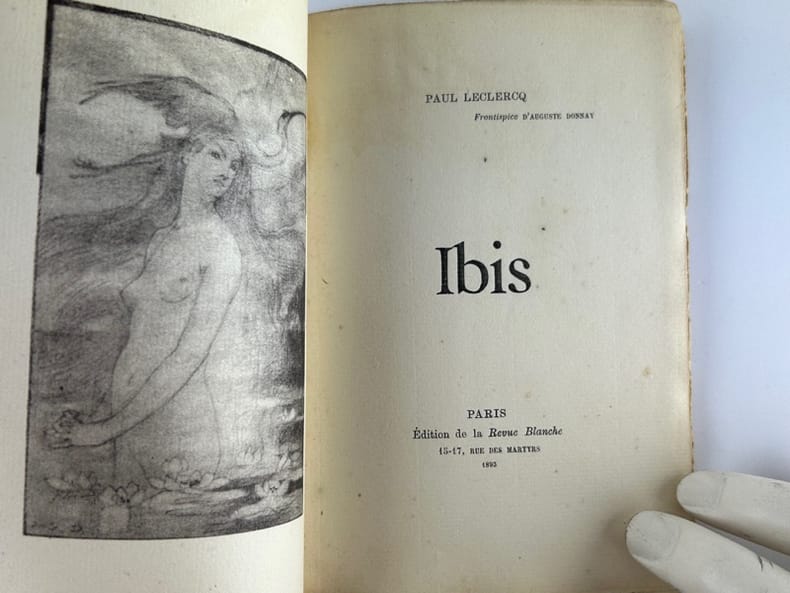 PAUL LECLERCQ
Frontispice D'AUGUSTE DONNAY
Ibis
PARIS
Édition de la Revue Blanche
15-17, RUE DES MARTYRS
1893